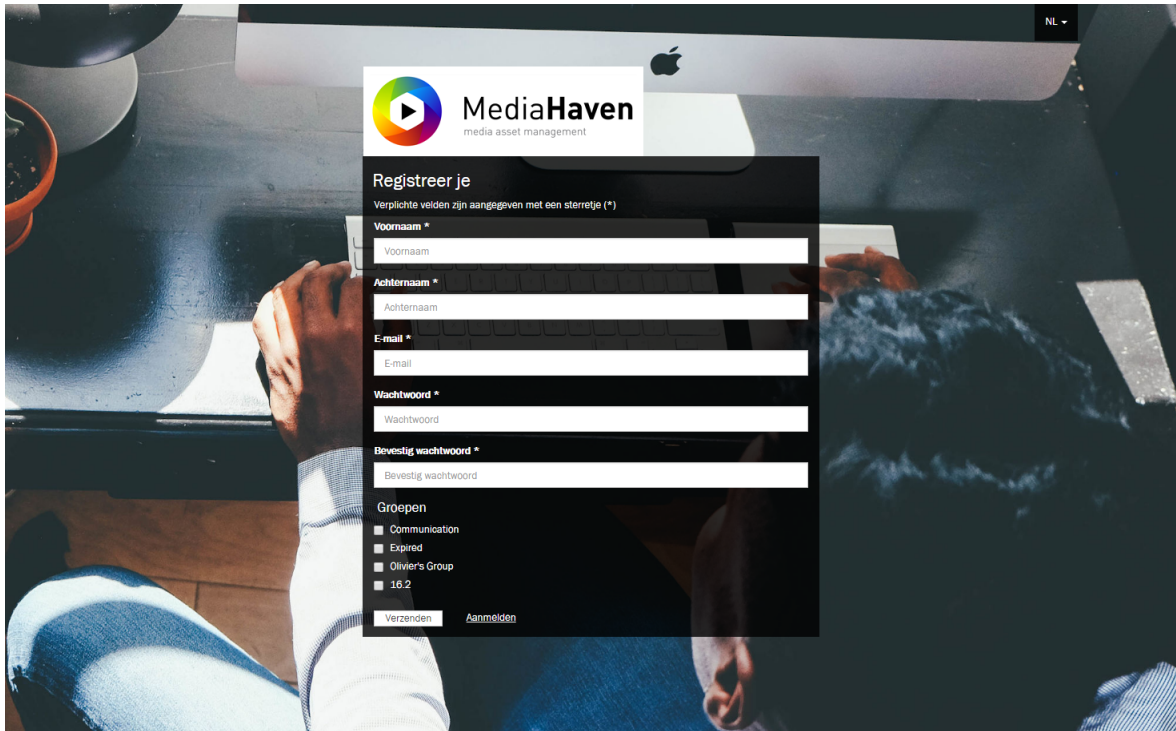 NL
MediaHaven
media asset management
Registreer je
Verplichte velden zijn aangegeven met een sterretje (*)
Voornaam *
Voornaam
Achternaam *
Achternaam
E-mail *
E-mail
Wachtwoord *
Wachtwoord
Bevestig wachtwoord *
Bevestig wachtwoord
Groepen
Communication
Expired
Olivier's Group
16.2
Verzenden Aanmelden